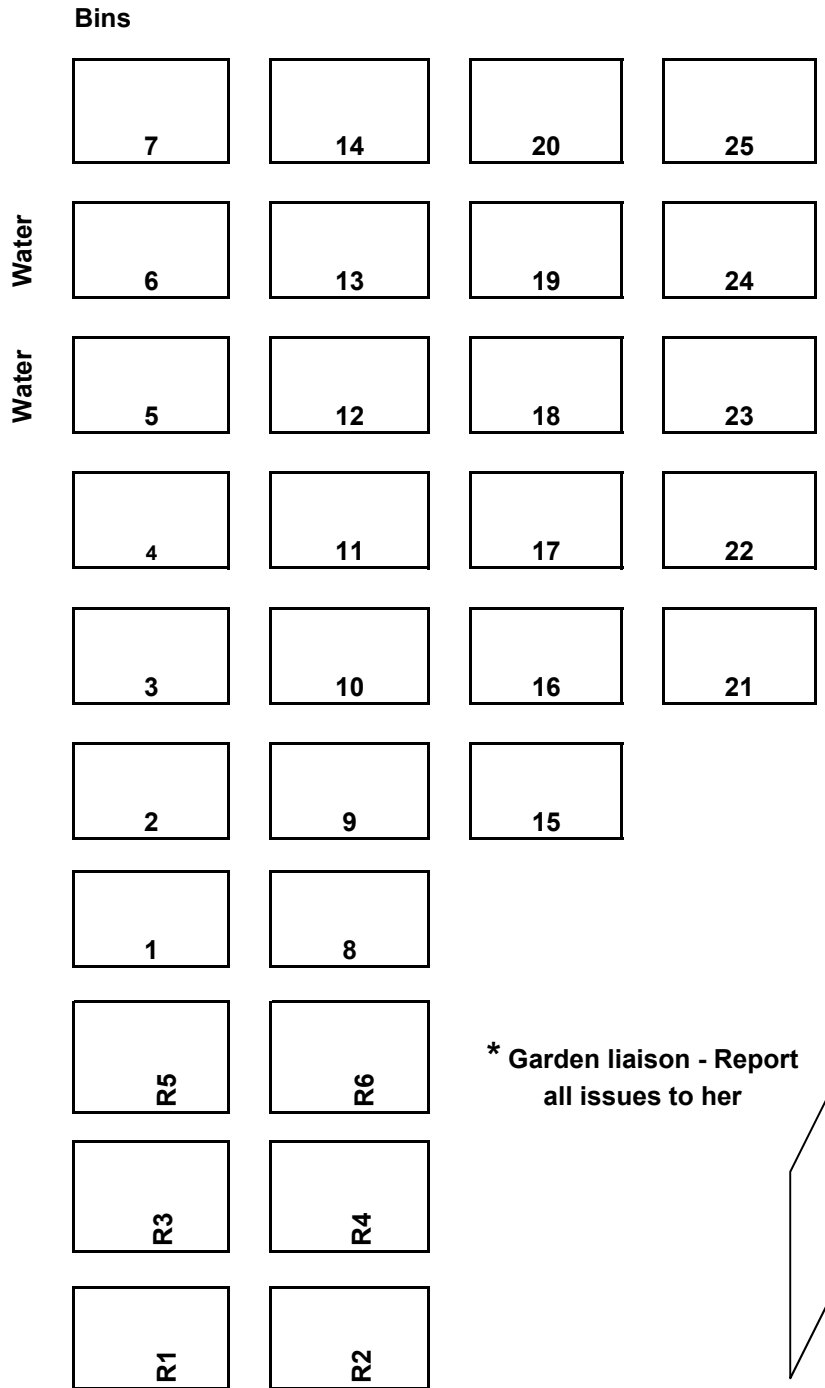 Bins
7 14 20 25
Water
6 13 19 24
Water
5 12 18 23
4 11 17 22
3 10 16 21
2 9 15
1 8
R5 R6
* Garden liaison - Report
all issues to her
R3 R4
R1 R2